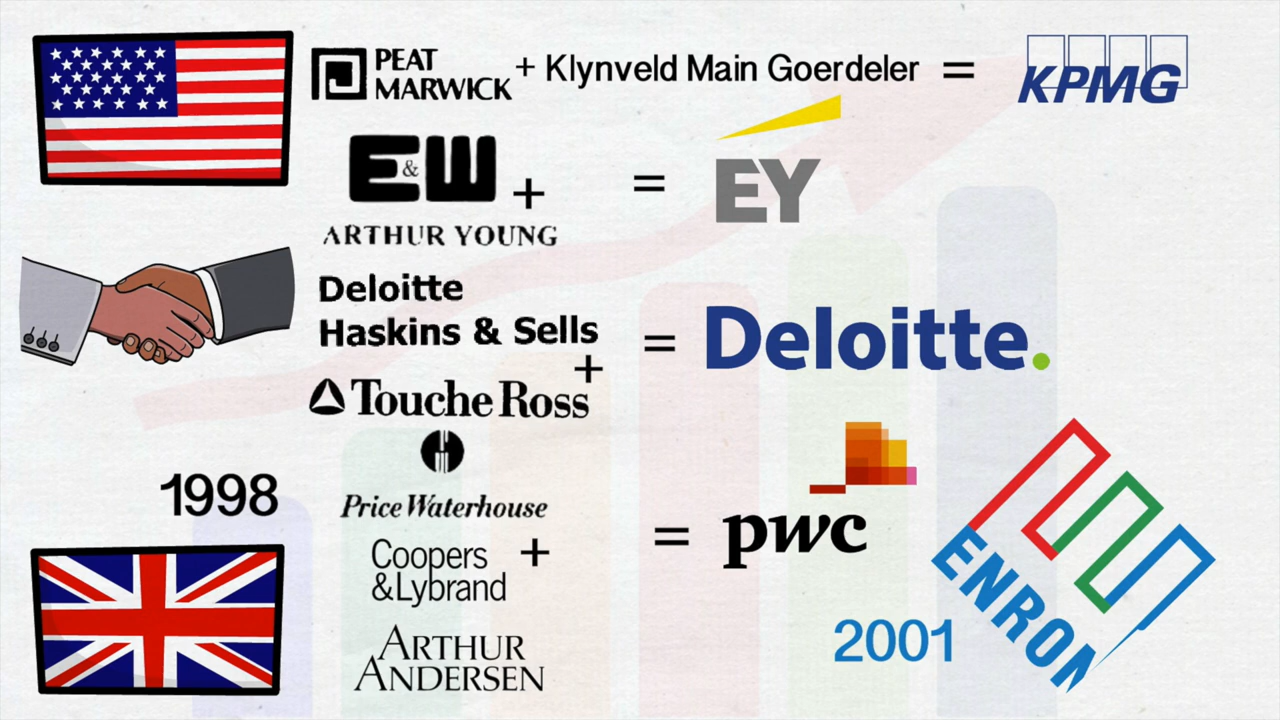 PEAT
MARWICK
+ Klynveld Main Goerdeler =
KPMG
E&W
+
=
EY
ARTHUR YOUNG
Deloitte
Haskins & Sells
+
Touche Ross
=
Deloitte.
1998
Price Waterhouse
+
Coopers
&Lybrand
=
pwc
ARTHUR
ANDERSEN
2001
ENRON